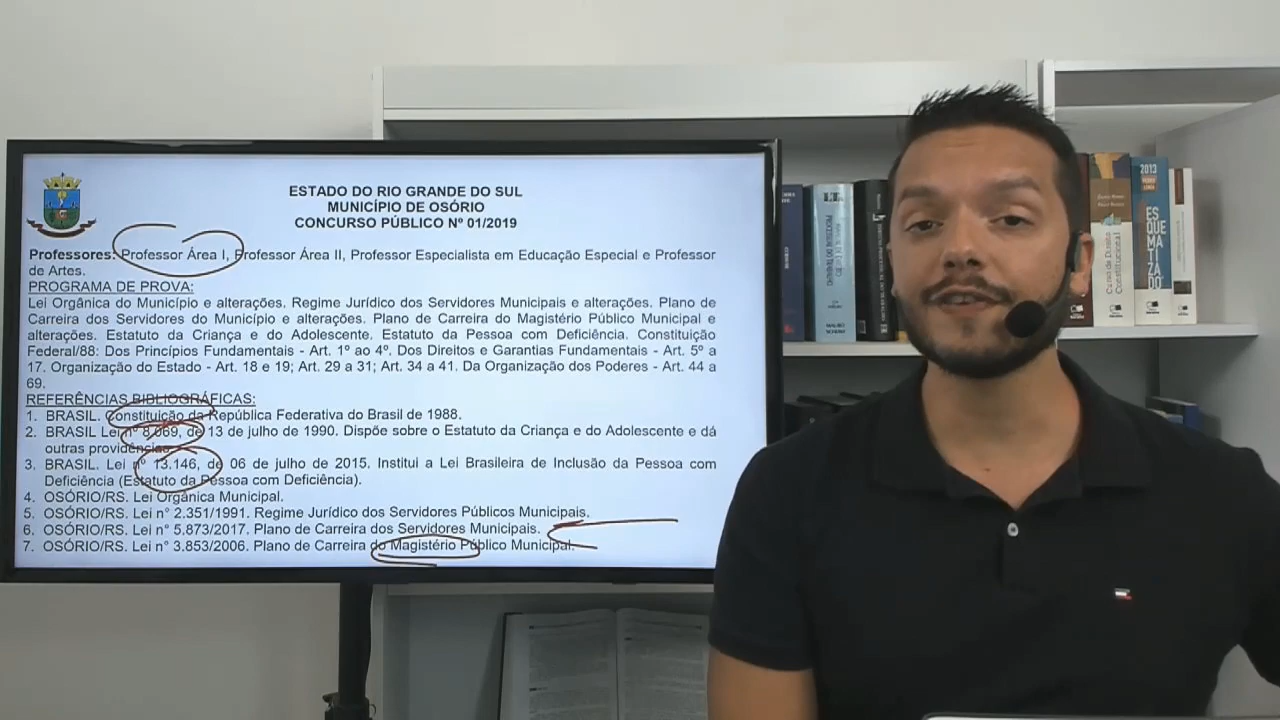 ESTADO DO RIO GRANDE DO SUL
MUNICÍPIO DE OSÓRIO
CONCURSO PÚBLICO Nº 01/2019
Professores: Professor Área I, Professor Área II, Professor Especialista em Educação Especial e Professor
de Artes.
PROGRAMA DE PROVA:
Lei Orgânica do Município e alterações. Regime Jurídico dos Servidores Municipais e alterações. Plano de
Carreira dos Servidores do Município e alterações. Plano de Carreira do Magistério Público Municipal e
alterações. Estatuto da Criança e do Adolescente. Estatuto da Pessoa com Deficiência. Constituição
Federal/88: Dos Princípios Fundamentais - Art. 1º ao 4º. Dos Direitos e Garantias Fundamentais - Art. 5º a
17. Organização do Estado - Art. 18 e 19; Art. 29 a 31; Art. 34 a 41. Da Organização dos Poderes - Art. 44 a
69.
REFERÊNCIAS BIBLIOGRÁFICAS:
1. BRASIL. Constituição da República Federativa do Brasil de 1988.
2. BRASIL Lei nº 8.069, de 13 de julho de 1990. Dispõe sobre o Estatuto da Criança e do Adolescente e dá
outras providências.
3. BRASIL. Lei nº 13.146, de 06 de julho de 2015. Institui a Lei Brasileira de Inclusão da Pessoa com
Deficiência (Estatuto da Pessoa com Deficiência).
4. OSÓRIO/RS. Lei Orgânica Municipal.
5. OSÓRIO/RS. Lei n° 2.351/1991. Regime Jurídico dos Servidores Públicos Municipais.
6. OSÓRIO/RS. Lei n° 5.873/2017. Plano de Carreira dos Servidores Municipais.
7. OSÓRIO/RS. Lei n° 3.853/2006. Plano de Carreira do Magistério Público Municipal.
LTr
PROCESSO DO TRABALHO
Curso de Direito Constitucional
2013
ESQUEMATIZADO